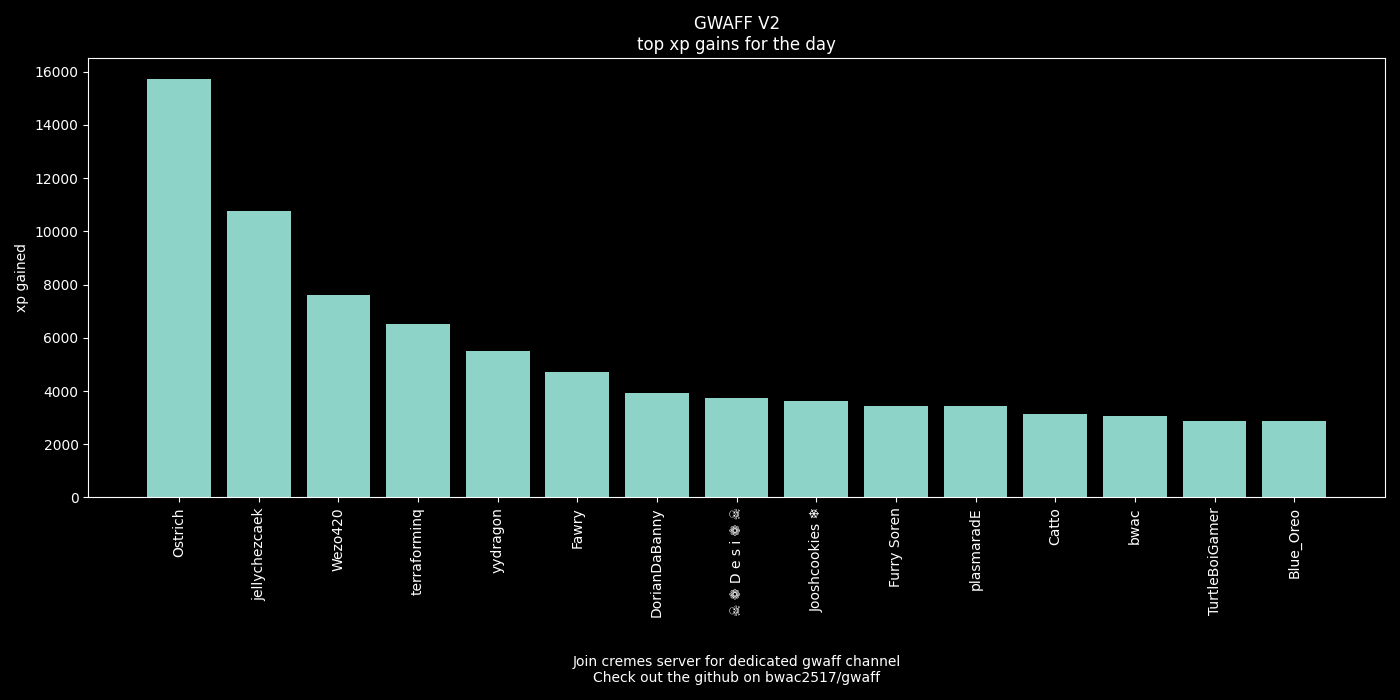 GWAFF V2
top xp gains for the day
xp gained
16000
14000
12000
10000
8000
6000
4000
2000
0
Ostrich
jellychezcaek
Wezo420
terraforminq
yydragon
Fawry
DorianDaBanny
☠ ❁ D e s i ❁ ☠
Jooshcookies ❄
Furry Soren
plasmaradE
Catto
bwac
TurtleBoiGamer
Blue_Oreo
Join cremes server for dedicated gwaff channel
Check out the github on bwac2517/gwaff